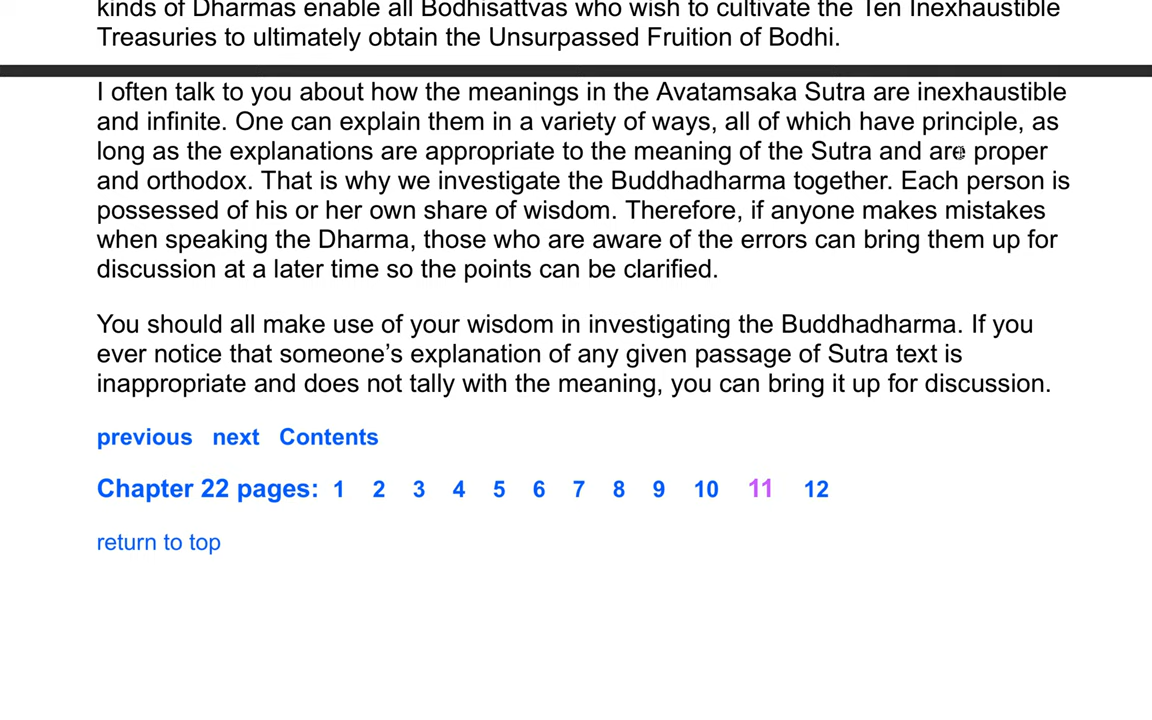 kinds of Dharmas enable all Bodhisattvas who wish to cultivate the Ten Inexhaustible
Treasuries to ultimately obtain the Unsurpassed Fruition of Bodhi.
I often talk to you about how the meanings in the Avatamsaka Sutra are inexhaustible
and infinite. One can explain them in a variety of ways, all of which have principle, as
long as the explanations are appropriate to the meaning of the Sutra and are proper
and orthodox. That is why we investigate the Buddhadharma together. Each person is
possessed of his or her own share of wisdom. Therefore, if anyone makes mistakes
when speaking the Dharma, those who are aware of the errors can bring them up for
discussion at a later time so the points can be clarified.
You should all make use of your wisdom in investigating the Buddhadharma. If you
ever notice that someone’s explanation of any given passage of Sutra text is
inappropriate and does not tally with the meaning, you can bring it up for discussion.
previous next Contents
Chapter 22 pages: 1 2 3 4 5 6 7 8 9 10 11 12
return to top